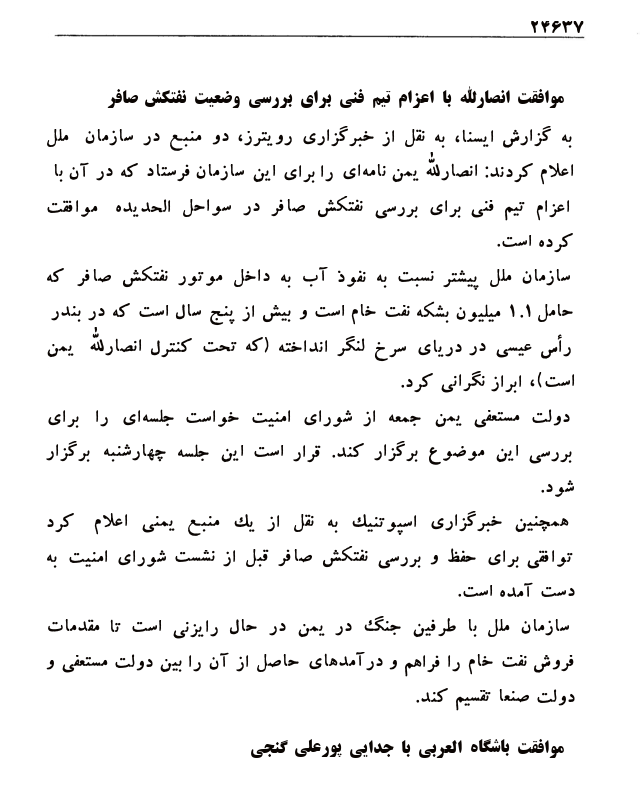 ۲۴۶۳۷
موافقت انصارالله با اعزام تیم فنی برای بررسی وضعیت نفتکش صافر
به گزارش ایسنا، به نقل از خبرگزاری رویترز، دو منبع در سازمان ملل
اعلام کردند: انصارالله یمن نامه‌ای را برای این سازمان فرستاد که در آن با
اعزام تیم فنی برای بررسی نفتکش صافر در سواحل الحدیده موافقت
کرده است.
سازمان ملل پیشتر نسبت به نفوذ آب به داخل موتور نفتکش صافر که
حامل ۱.۱ میلیون بشکه نفت خام است و بیش از پنج سال است که در بندر
رأس عیسی در دریای سرخ لنگر انداخته (که تحت کنترل انصارالله یمن
است)، ابراز نگرانی کرد.
دولت مستعفی یمن جمعه از شورای امنیت خواست جلسه‌ای را برای
بررسی این موضوع برگزار کند. قرار است این جلسه چهارشنبه برگزار
شود.
همچنین خبرگزاری اسپوتنیك به نقل از یك منبع یمنی اعلام کرد
توافقی برای حفظ و بررسی نفتکش صافر قبل از نشست شورای امنیت به
دست آمده است.
سازمان ملل با طرفین جنگ در یمن در حال رایزنی است تا مقدمات
فروش نفت خام را فراهم و درآمدهای حاصل از آن را بین دولت مستعفی و
دولت صنعا تقسیم کند.
موافقت باشگاه العربی با جدایی پورعلی گنجی